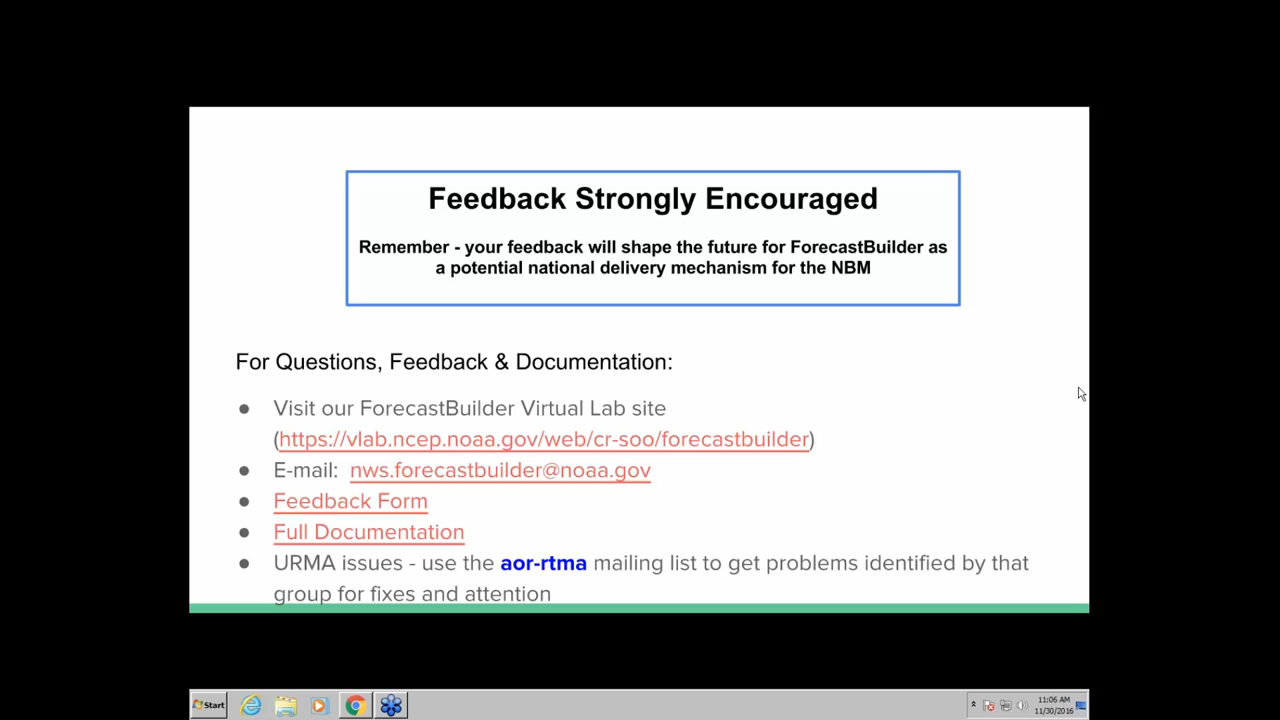 Feedback Strongly Encouraged
Remember - your feedback will shape the future for ForecastBuilder as
a potential national delivery mechanism for the NBM
For Questions, Feedback & Documentation:
● Visit our ForecastBuilder Virtual Lab site
(https://vlab.ncep.noaa.gov/web/cr-soo/forecastbuilder)
● E-mail: nws.forecastbuilder@noaa.gov
● Feedback Form
● Full Documentation
● URMA issues - use the aor-rtma mailing list to get problems identified by that
group for fixes and attention
Start
11:06 AM
11/30/2016